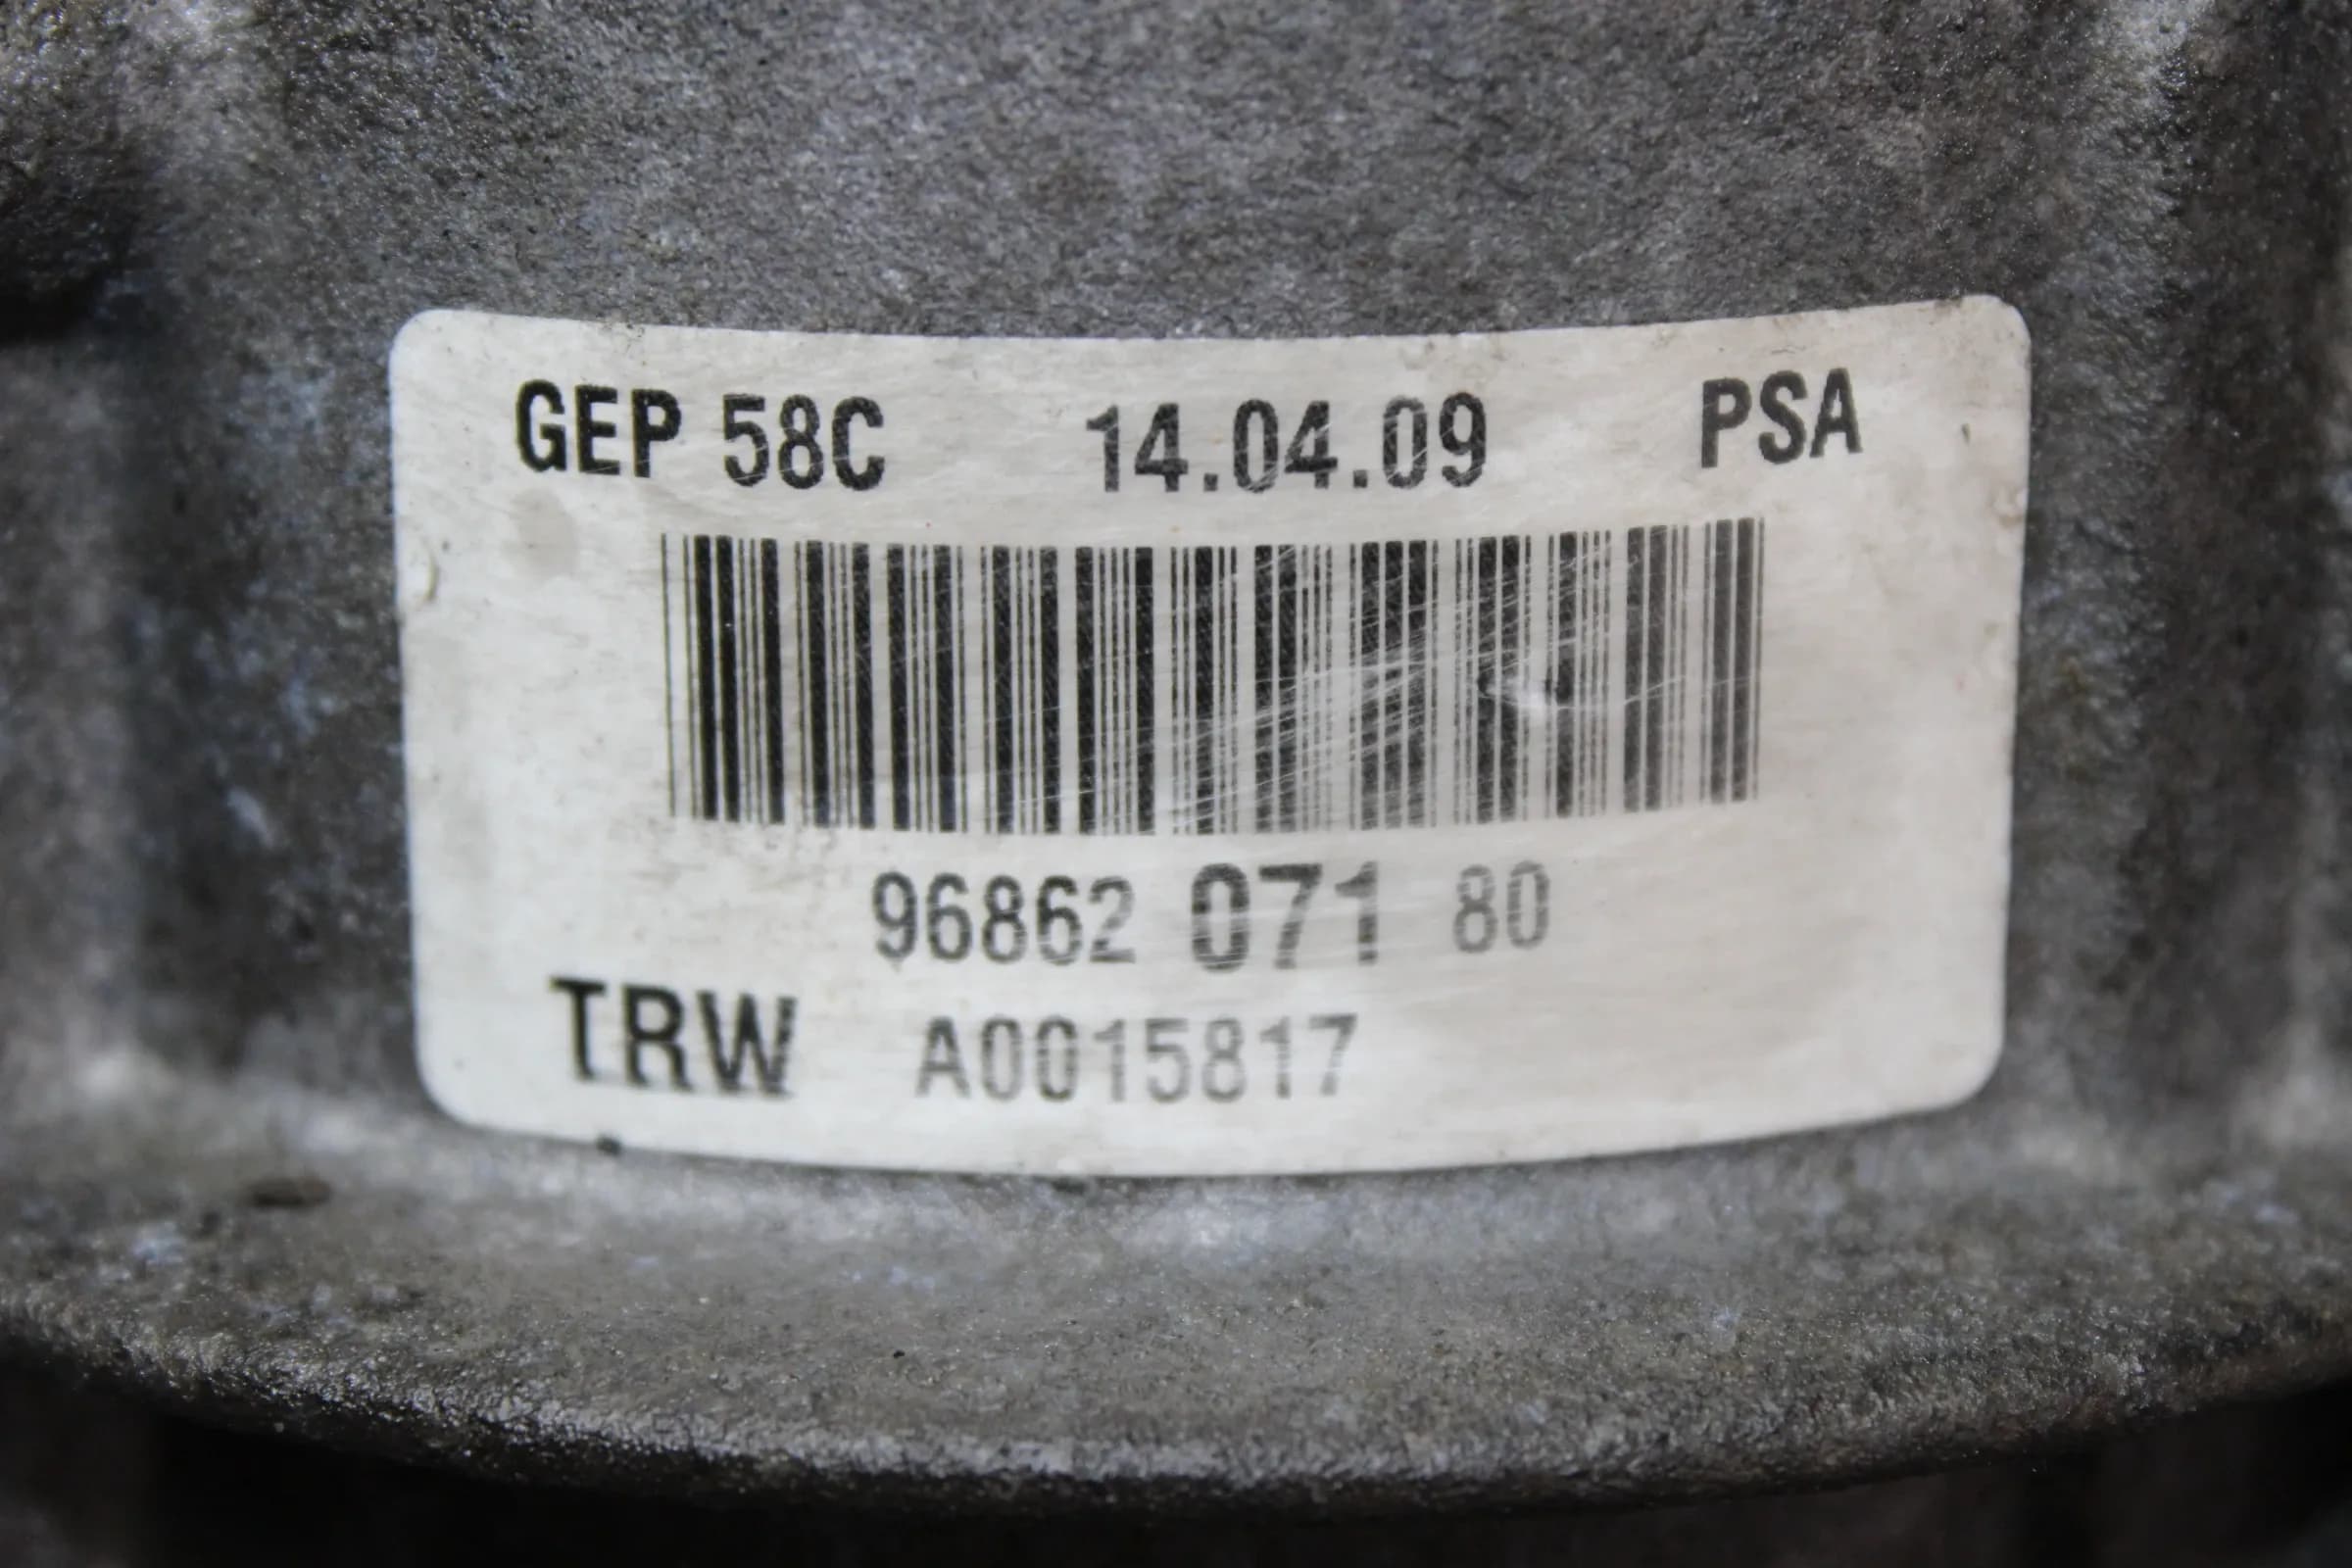 GEP 58C 14.04.09 PSA
96862 071 80
TRW A0015817